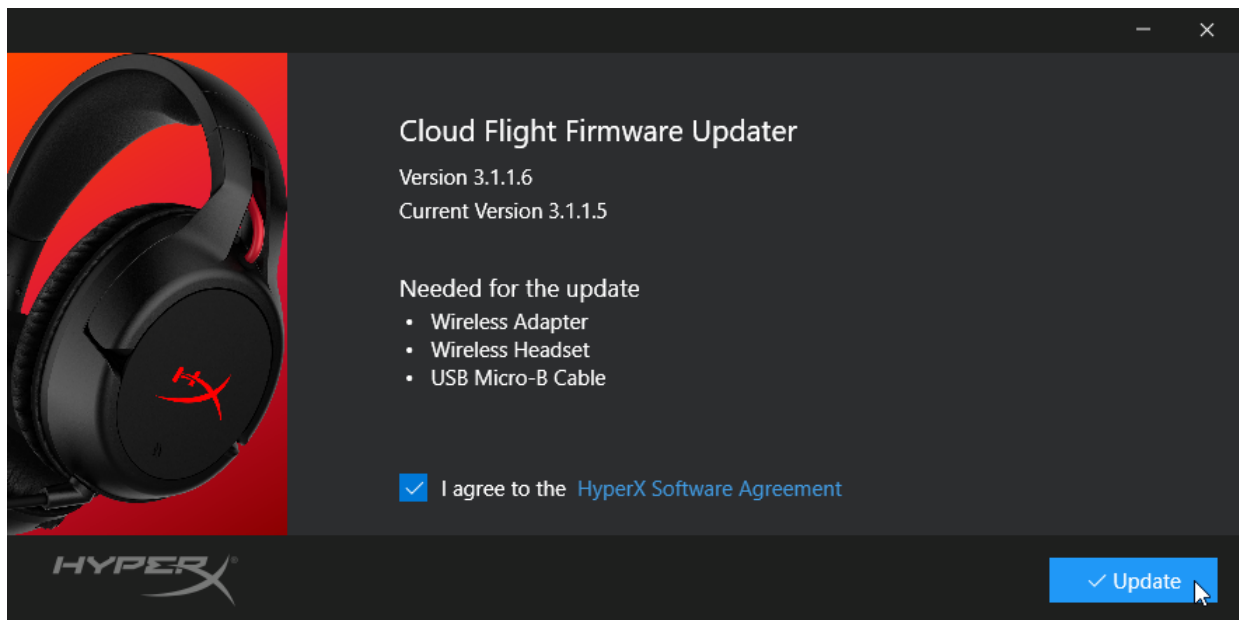 Cloud Flight Firmware Updater
Version 3.1.1.6
Current Version 3.1.1.5
Needed for the update
• Wireless Adapter
• Wireless Headset
• USB Micro-B Cable
I agree to the HyperX Software Agreement
HYPERX
Update